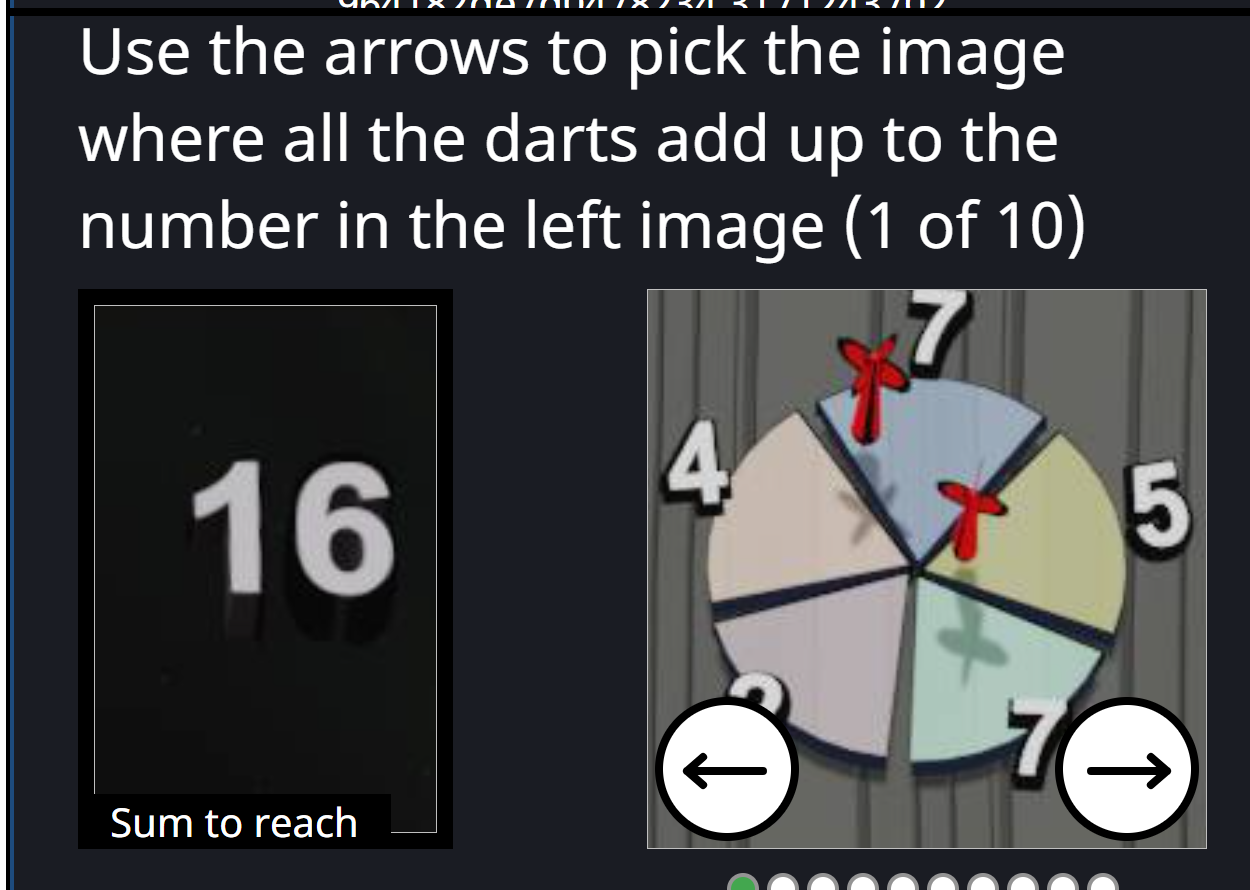 Use the arrows to pick the image
where all the darts add up to the
number in the left image (1 of 10)
16
Sum to reach
7
4
5
7